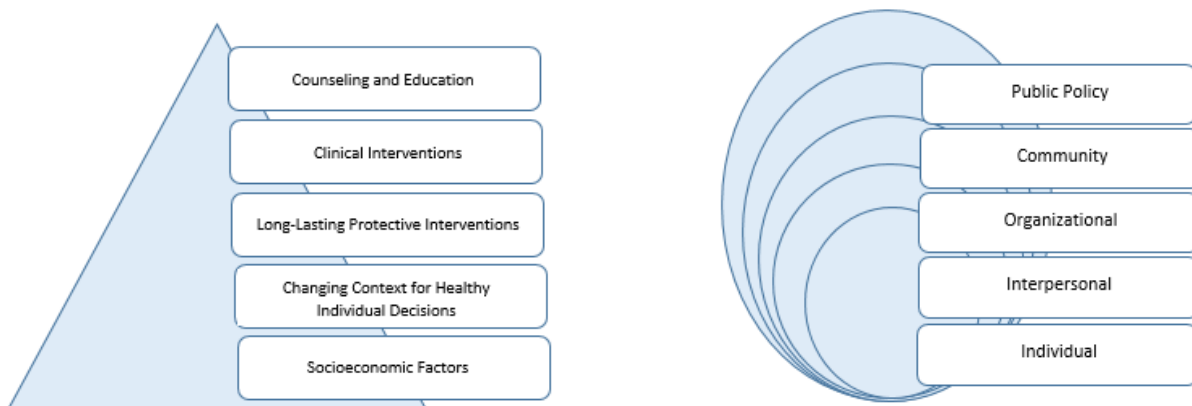 Counseling and Education
Clinical Interventions
Long-Lasting Protective Interventions
Changing Context for Healthy
Individual Decisions
Socioeconomic Factors
Public Policy
Community
Organizational
Interpersonal
Individual